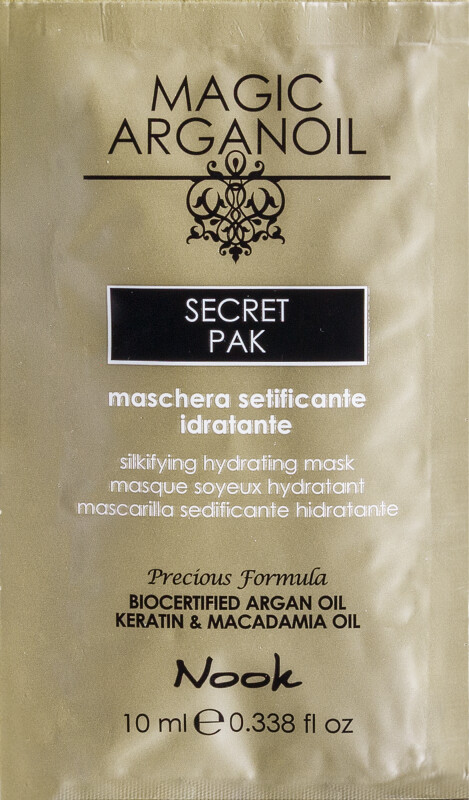 MAGIC
ARGANOIL
SECRET
PAK
maschera setificante
idratante
silkifying hydrating mask
masque soyeux hydratant
mascarilla sedificante hidratante
Precious Formula
BIOCERTIFIED ARGAN OIL
KERATIN & MACADAMIA OIL
Nook
10 ml ℮ 0.338 fl oz